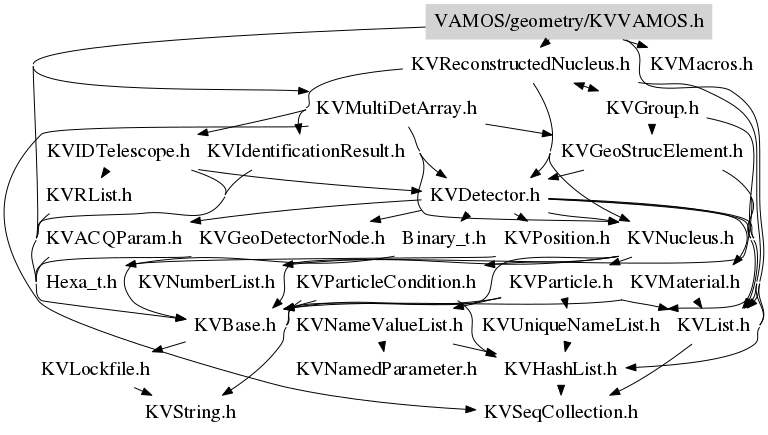 VAMOS/geometry/KVVAMOS.h
KVReconstructedNucleus.h KVMacros.h
KVMultiDetArray.h KVGroup.h
KVIDTelescope.h KVIdentificationResult.h KVGeoStrucElement.h
KVRList.h KVDetector.h
KVACQParam.h KVGeoDetectorNode.h Binary_t.h KVPosition.h KVNucleus.h
Hexa_t.h KVNumberList.h KVParticleCondition.h KVParticle.h KVMaterial.h
KVBase.h KVNameValueList.h KVUniqueNameList.h KVList.h
KVLockfile.h KVNamedParameter.h KVHashList.h
KVString.h KVSeqCollection.h